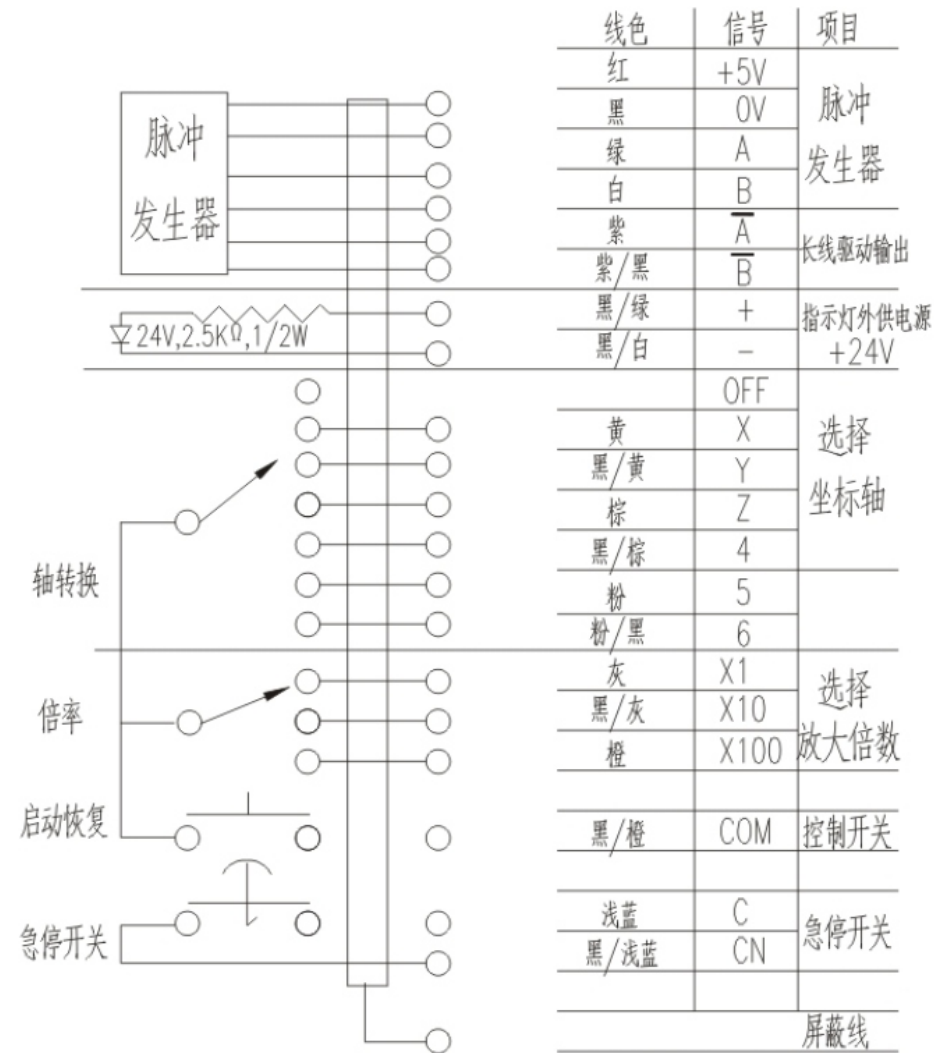 线色 信号 项目
红 +5V
黑 0V
绿 A
白 B
脉冲
发生器
紫 A̅
紫/黑 B̅
长线驱动输出
黑/绿 +
黑/白 -
指示灯外供电源
+24V
OFF
黄 X
黑/黄 Y
棕 Z
黑/棕 4
选择
坐标轴
粉 5
粉/黑 6
灰 X1
黑/灰 X10
橙 X100
选择
放大倍数
黑/橙 COM 控制开关
浅蓝 C
黑/浅蓝 CN
急停开关
屏蔽线
脉冲
发生器
24V,2.5KΩ,1/2W
轴转换
倍率
启动恢复
急停开关